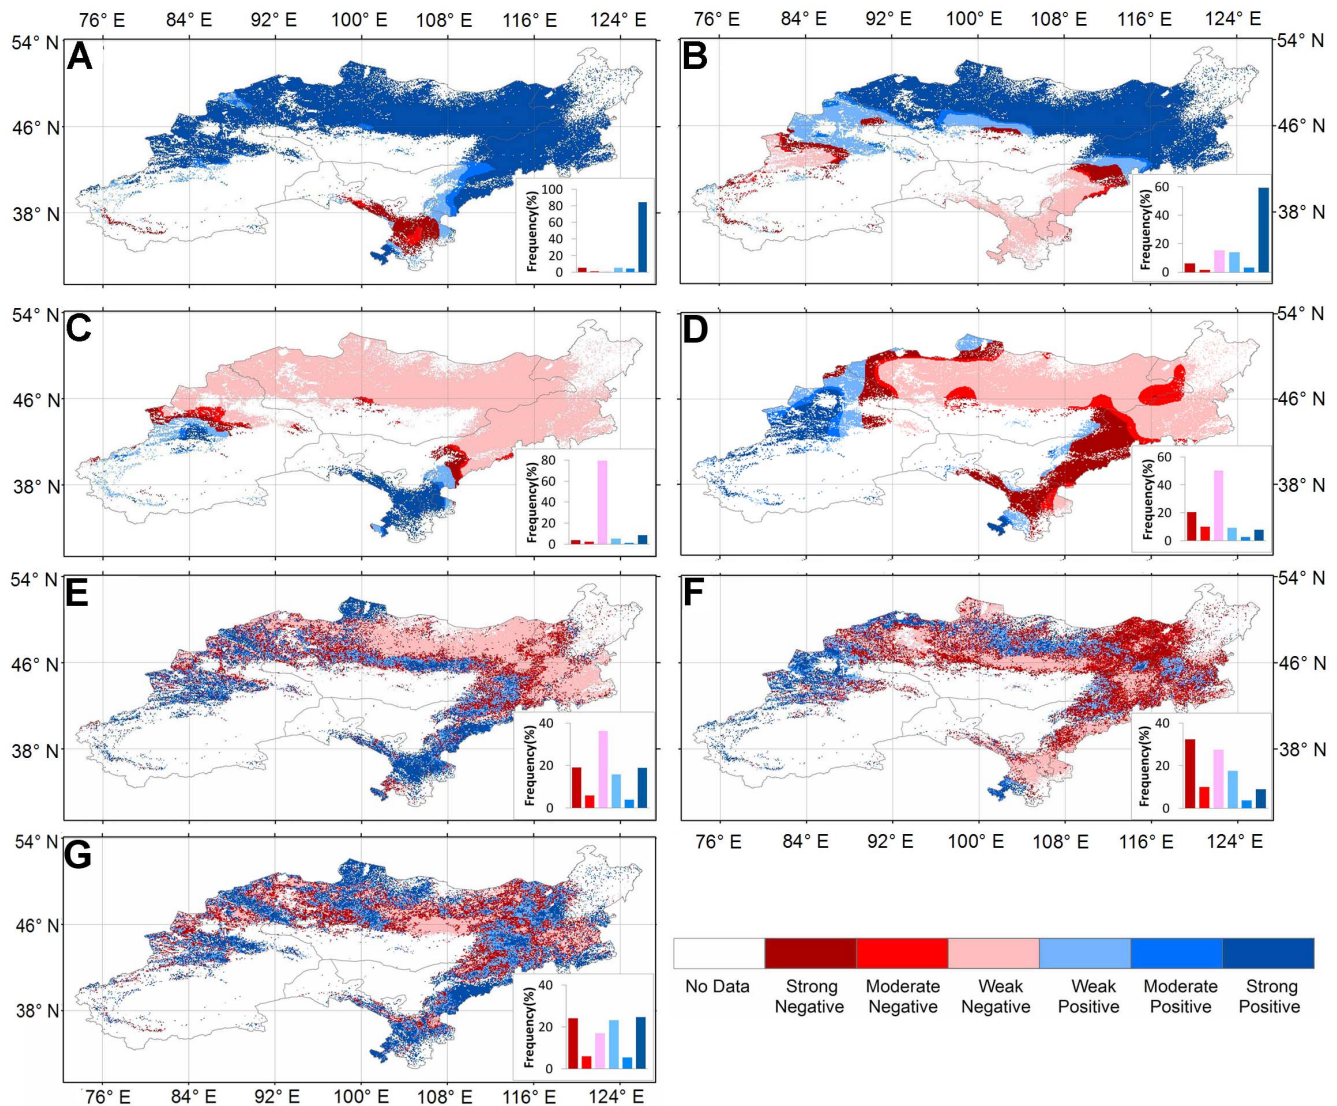 76° E 84° E 92° E 100° E 108° E 116° E 124° E 76° E 84° E 92° E 100° E 108° E 116° E 124° E
54° N A B 54° N
46° N 46° N
38° N 38° N
Frequency(%) 100 80 60 40 20 0
Frequency(%) 60 40 20 0
54° N C D 54° N
46° N 46° N
38° N 38° N
Frequency(%) 80 60 40 20 0
Frequency(%) 60 40 20 0
54° N E F 54° N
46° N 46° N
38° N 38° N
Frequency(%) 40 20 0
Frequency(%) 40 20 0
76° E 84° E 92° E 100° E 108° E 116° E 124° E
54° N G
46° N
38° N
Frequency(%) 40 20 0
76° E 84° E 92° E 100° E 108° E 116° E 124° E
No Data Strong Moderate Weak Weak Moderate Strong
Negative Negative Negative Positive Positive Positive